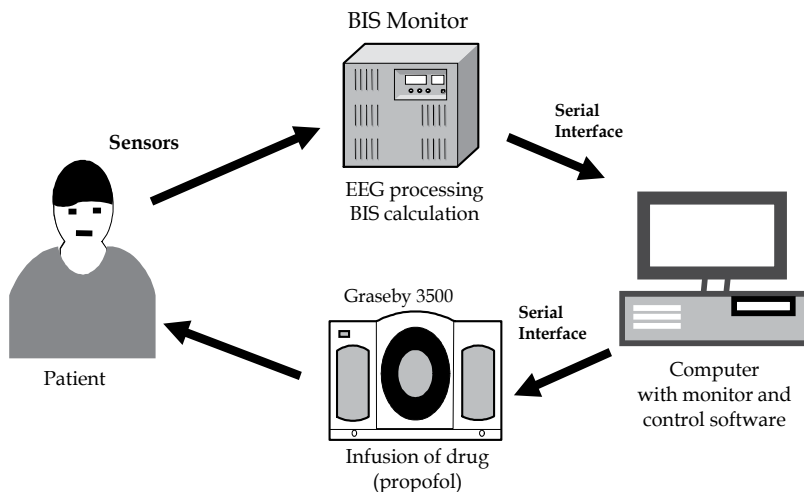 BIS Monitor
Sensors
Serial
Interface
EEG processing
BIS calculation
Graseby 3500
Serial
Interface
Patient
Computer
with monitor and
control software
Infusion of drug
(propofol)